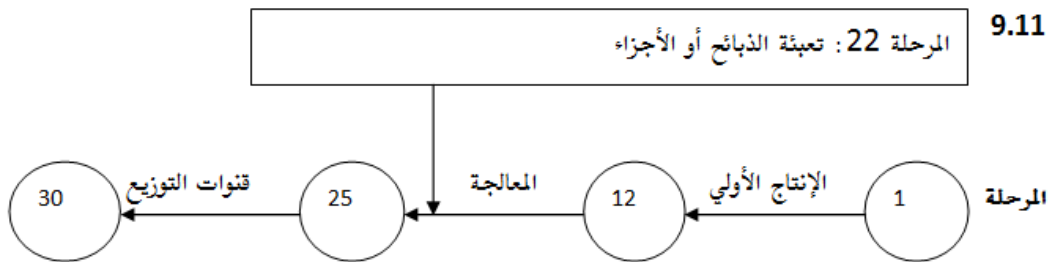 9.11
المرحلة 22: تعبئة الذبائح أو الأجزاء
المرحلة 1 الإنتاج الأولي 12 المعالجة 25 قنوات التوزيع 30